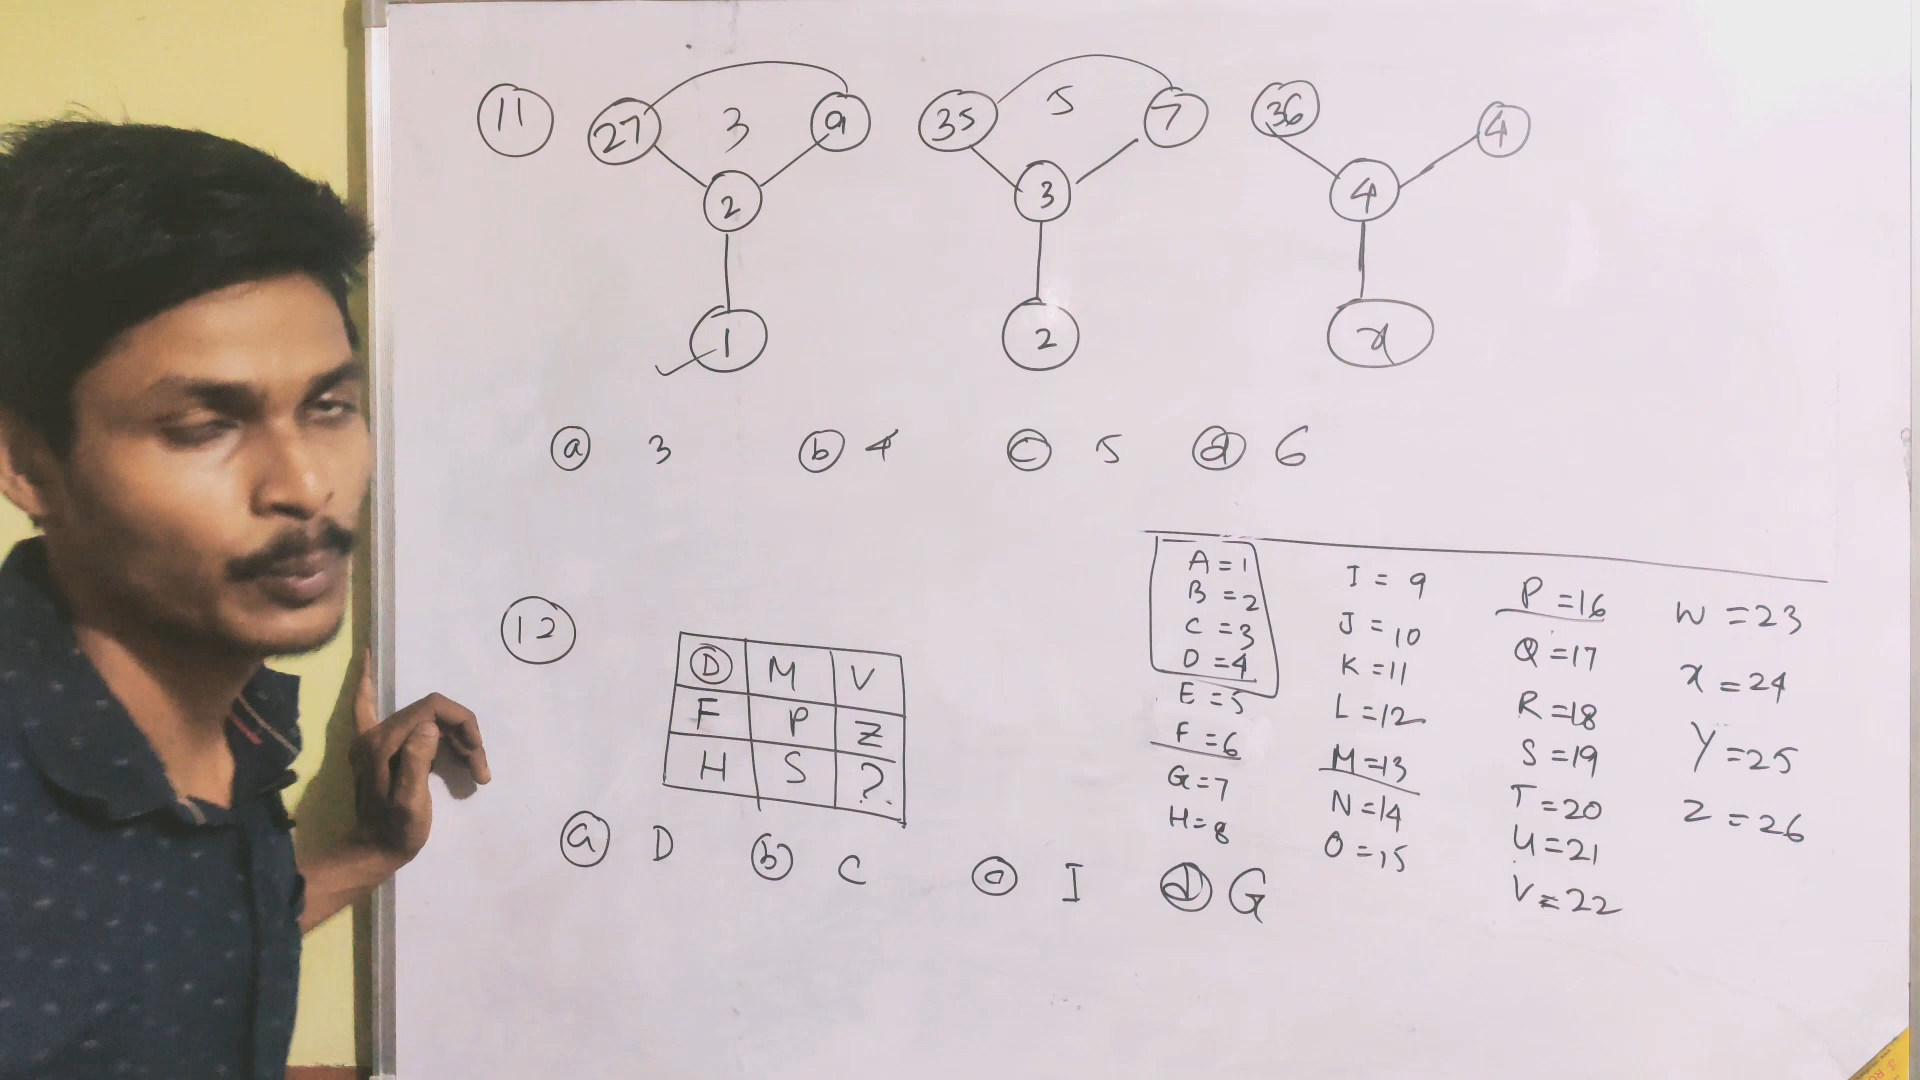 11 27 3 9 35 5 7 36 4
2 3 4
1 2 x
a 3 b 4 c 5 d 6
12
D M V
F P Z
H S ?
a D b C c I d G
A = 1
B = 2
C = 3
D = 4
E = 5
F = 6
G = 7
H = 8
I = 9
J = 10
K = 11
L = 12
M = 13
N = 14
O = 15
P = 16
Q = 17
R = 18
S = 19
T = 20
U = 21
V = 22
W = 23
x = 24
Y = 25
Z = 26